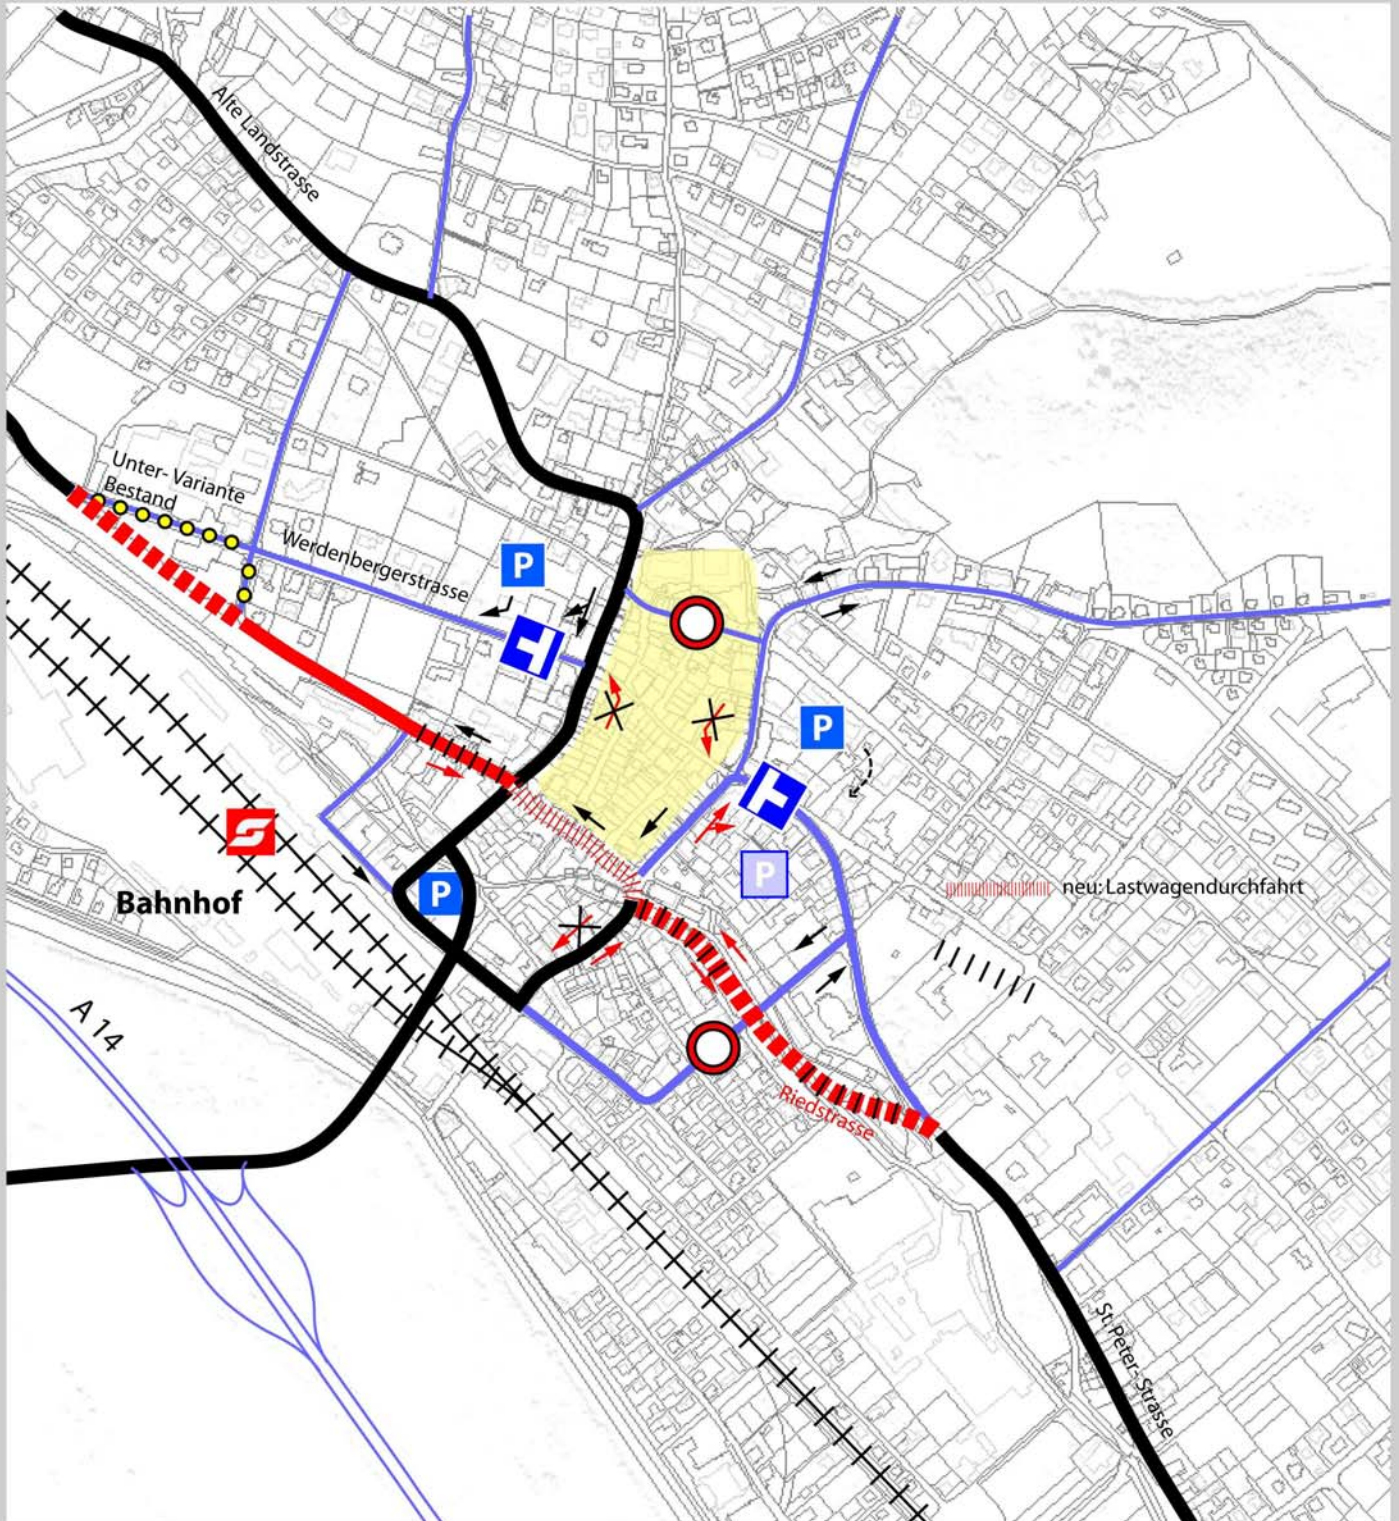 Alte Landstrasse
Unter-Variante
Bestand
Werdenbergerstrasse
P
P
P
P
neu: Lastwagendurchfahrt
Bahnhof
A 14
Riedstrasse
St. Peter-Strasse